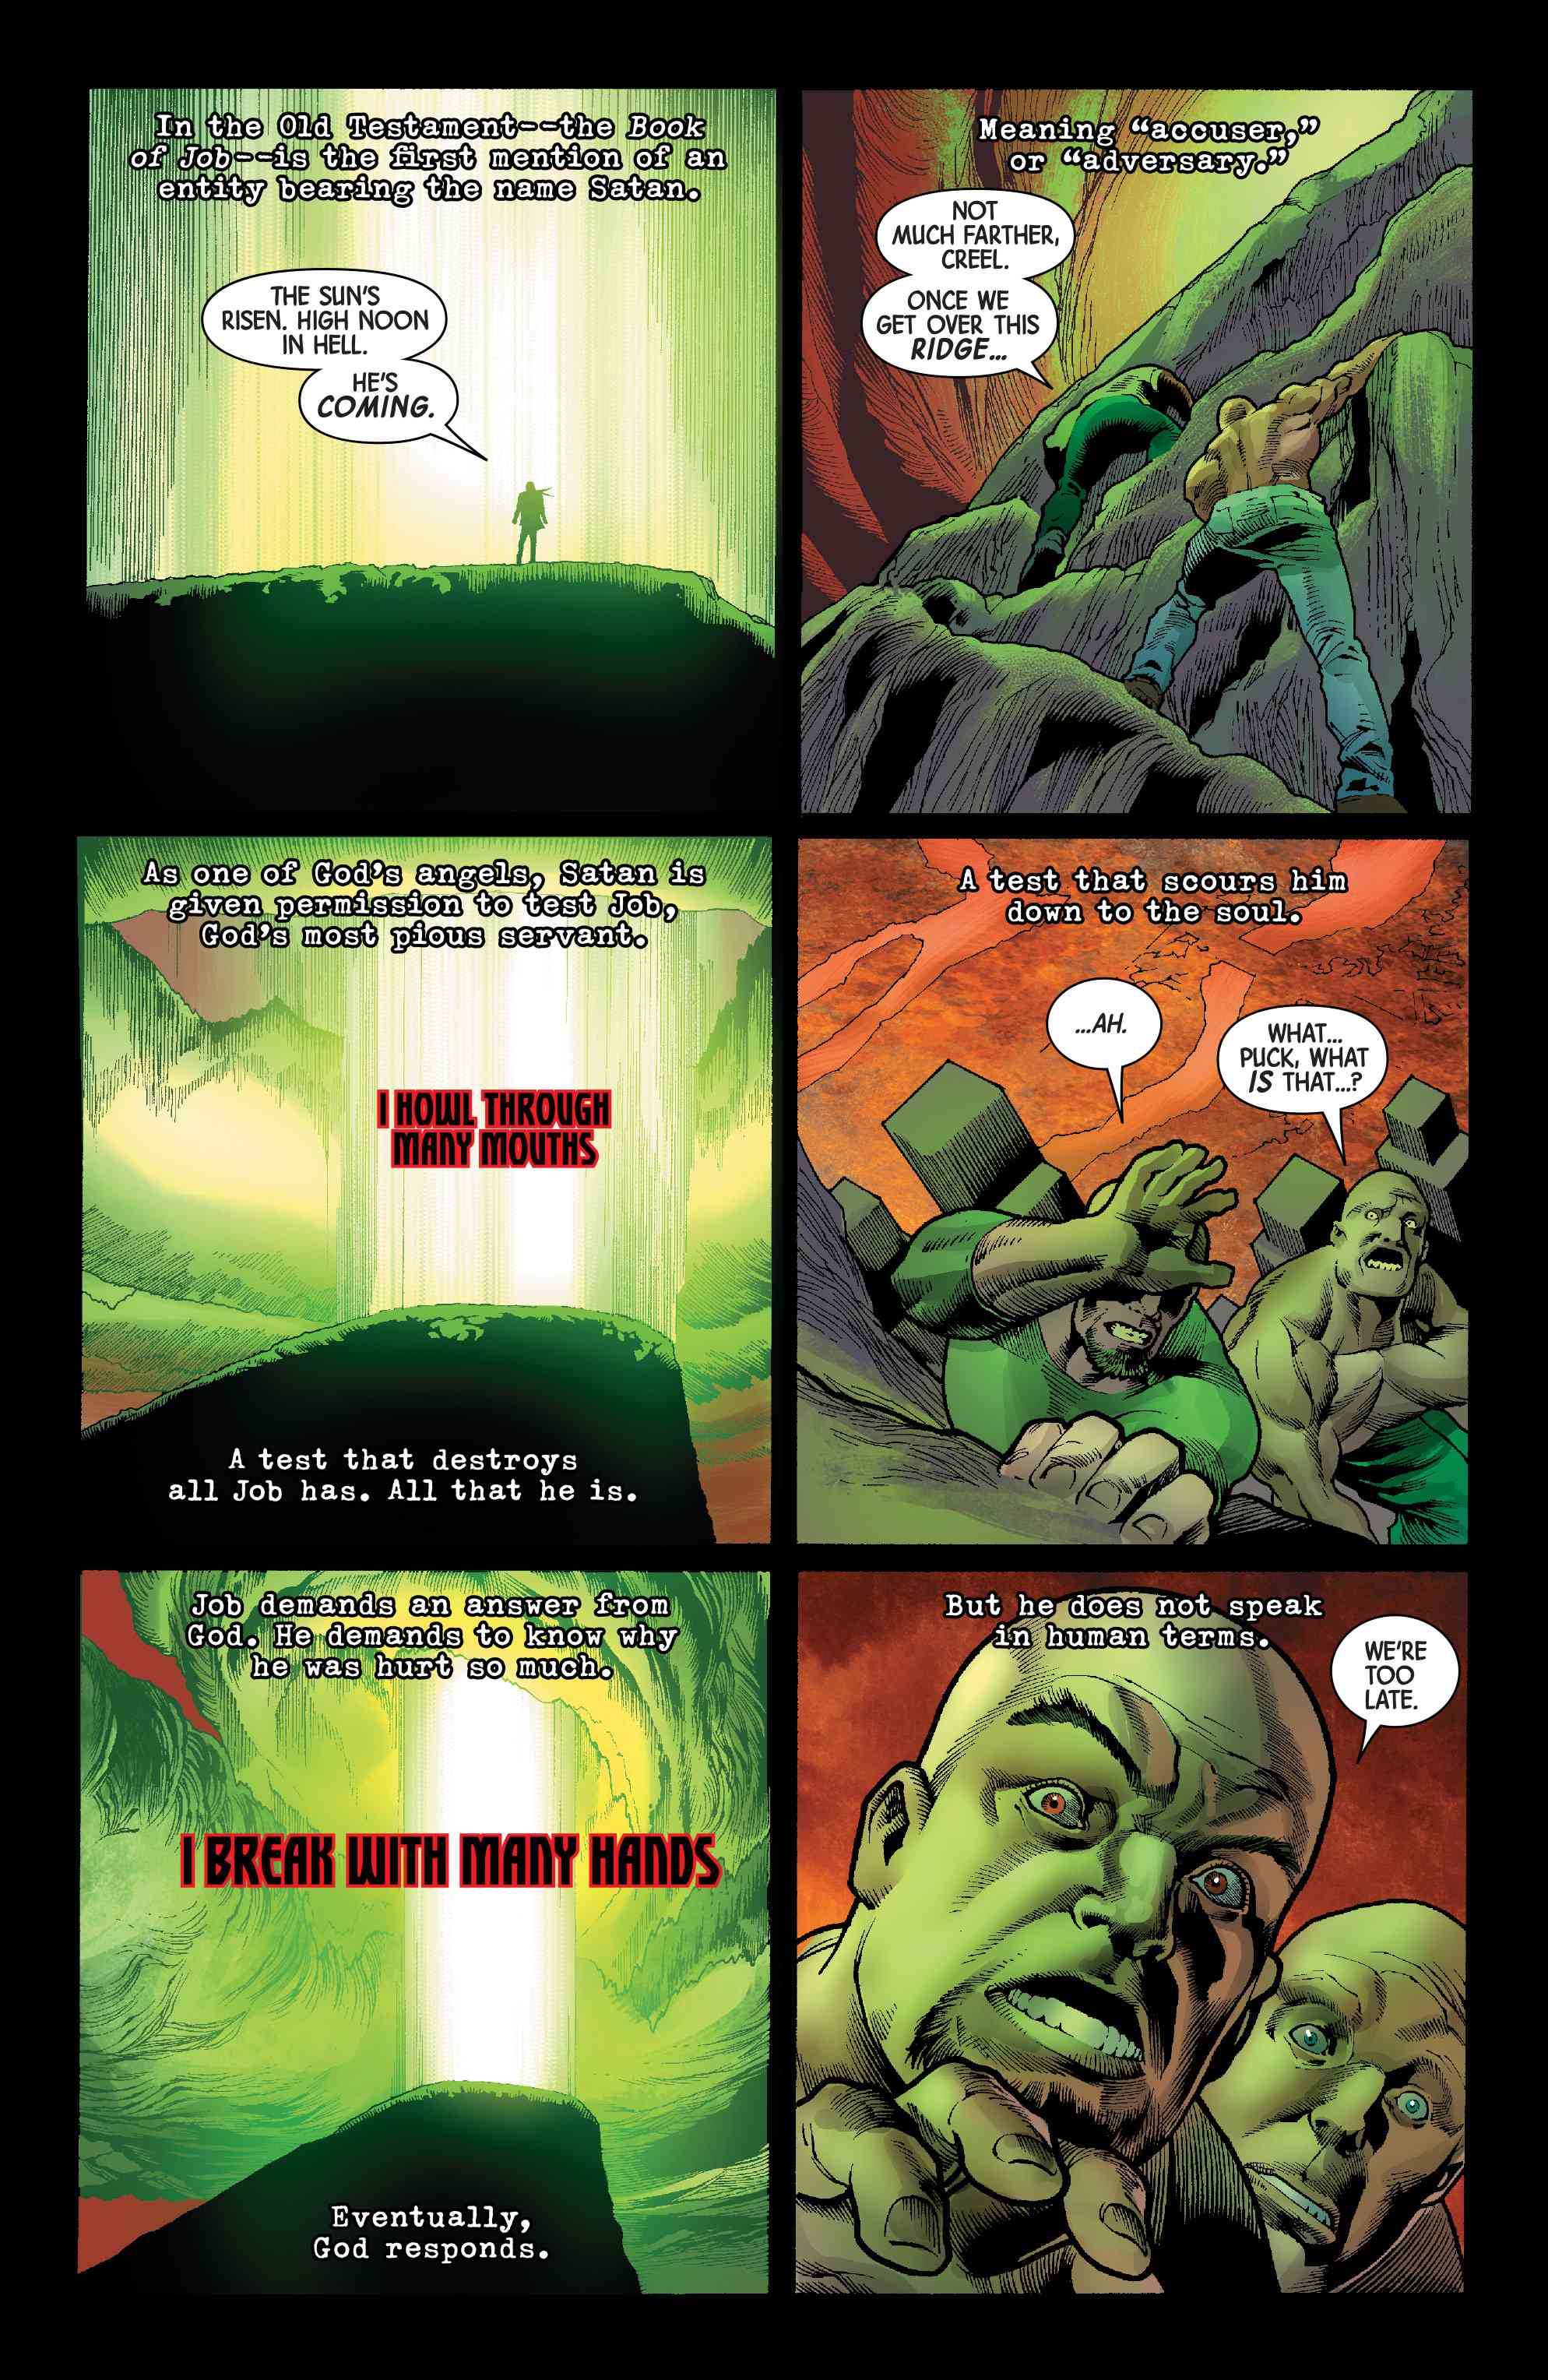 In the Old Testament--the Book
of Job--is the first mention of an
entity bearing the name Satan.
THE SUN'S
RISEN. HIGH NOON
IN HELL.
HE'S
COMING.
Meaning “accuser,”
or “adversary.”
NOT
MUCH FARTHER,
CREEL.
ONCE WE
GET OVER THIS
RIDGE...
As one of God's angels, Satan is
given permission to test Job,
God's most pious servant.
I HOWL THROUGH
MANY MOUTHS
A test that destroys
all Job has. All that he is.
A test that scours him
down to the soul.
...AH.
WHAT...
PUCK, WHAT
IS THAT...?
Job demands an answer from
God. He demands to know why
he was hurt so much.
I BREAK WITH MANY HANDS
Eventually,
God responds.
But he does not speak
in human terms.
WE'RE
TOO
LATE.